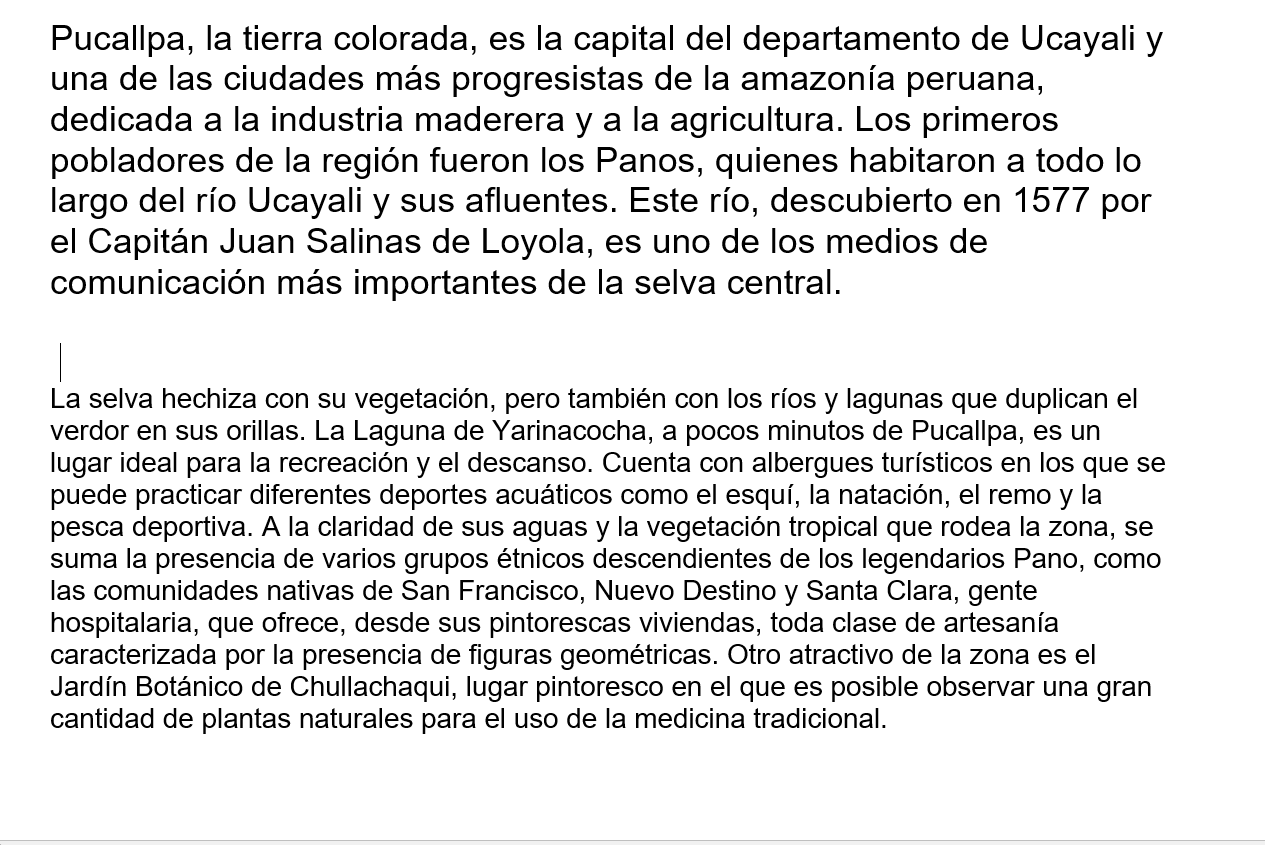 Pucallpa, la tierra colorada, es la capital del departamento de Ucayali y
una de las ciudades más progresistas de la amazonía peruana,
dedicada a la industria maderera y a la agricultura. Los primeros
pobladores de la región fueron los Panos, quienes habitaron a todo lo
largo del río Ucayali y sus afluentes. Este río, descubierto en 1577 por
el Capitán Juan Salinas de Loyola, es uno de los medios de
comunicación más importantes de la selva central.
La selva hechiza con su vegetación, pero también con los ríos y lagunas que duplican el
verdor en sus orillas. La Laguna de Yarinacocha, a pocos minutos de Pucallpa, es un
lugar ideal para la recreación y el descanso. Cuenta con albergues turísticos en los que se
puede practicar diferentes deportes acuáticos como el esquí, la natación, el remo y la
pesca deportiva. A la claridad de sus aguas y la vegetación tropical que rodea la zona, se
suma la presencia de varios grupos étnicos descendientes de los legendarios Pano, como
las comunidades nativas de San Francisco, Nuevo Destino y Santa Clara, gente
hospitalaria, que ofrece, desde sus pintorescas viviendas, toda clase de artesanía
caracterizada por la presencia de figuras geométricas. Otro atractivo de la zona es el
Jardín Botánico de Chullachaqui, lugar pintoresco en el que es posible observar una gran
cantidad de plantas naturales para el uso de la medicina tradicional.